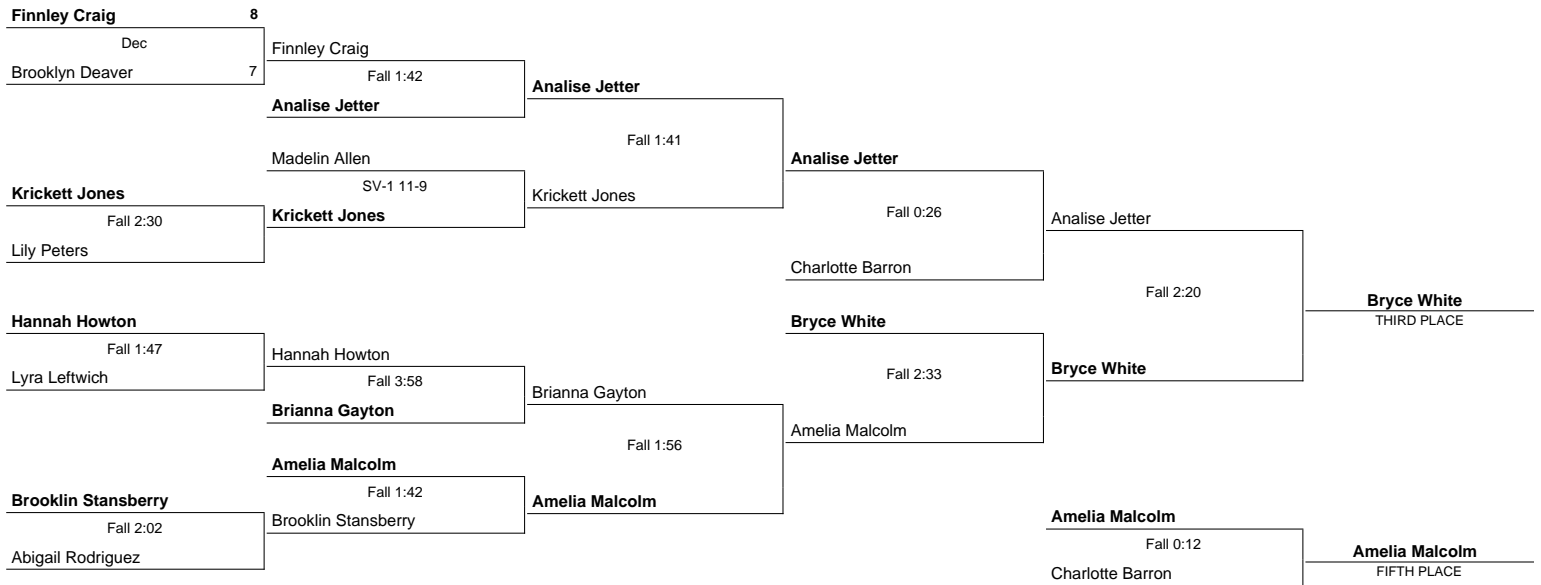 Finnley Craig 8
Dec
Brooklyn Deaver 7
Krickett Jones
Fall 2:30
Lily Peters
Hannah Howton
Fall 1:47
Lyra Leftwich
Brooklin Stansberry
Fall 2:02
Abigail Rodriguez
Finnley Craig
Fall 1:42
Analise Jetter
Madelin Allen
SV-1 11-9
Krickett Jones
Hannah Howton
Fall 3:58
Brianna Gayton
Amelia Malcolm
Fall 1:42
Brooklin Stansberry
Analise Jetter
Fall 1:41
Krickett Jones
Brianna Gayton
Fall 1:56
Amelia Malcolm
Analise Jetter
Fall 0:26
Charlotte Barron
Bryce White
Fall 2:33
Amelia Malcolm
Analise Jetter
Fall 2:20
Bryce White
Bryce White
THIRD PLACE
Amelia Malcolm
Fall 0:12
Charlotte Barron
Amelia Malcolm
FIFTH PLACE